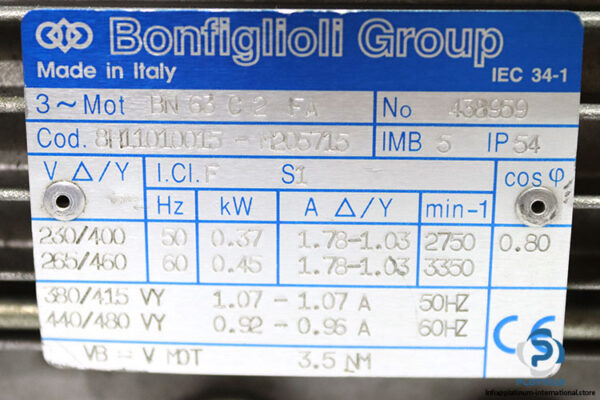 Bonfiglioli Group
Made in Italy IEC 34-1
3~Mot BN 63 C 2 FA No 438959
Cod. 8M11010015 - M205715 IMB 5 IP 54
V Δ/Y I.Cl. F S1 cos φ
Hz kW A Δ/Y min-1
230/400 50 0.37 1.78-1.03 2750 0.80
265/460 60 0.45 1.78-1.03 3350
380/415 VY 1.07 - 1.07 A 50HZ
440/480 VY 0.92 - 0.96 A 60HZ
VB = V MOT 3.5 NM
CE
info@platinum-international.store